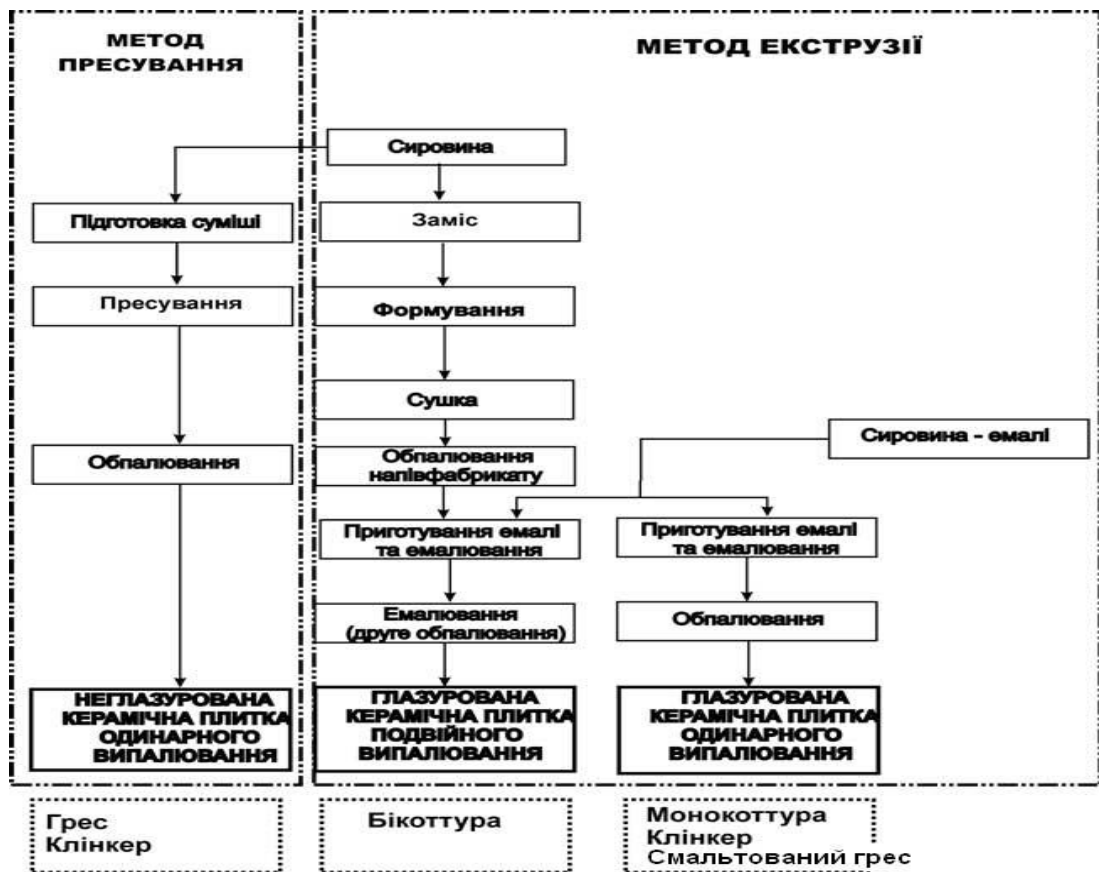 МЕТОД
ПРЕСУВАННЯ
МЕТОД ЕКСТРУЗІЇ
Сировина
Підготовка суміші
Заміс
Пресування
Формування
Сушка
Сировина - емалі
Обпалювання
Обпалювання
напівфабрикату
Приготування емалі
та емалювання
Приготування емалі
та емалювання
Емалювання
(друге обпалювання)
Обпалювання
НЕГЛАЗУРОВАНА
КЕРАМІЧНА ПЛИТКА
ОДИНАРНОГО
ВИПАЛЮВАННЯ
ГЛАЗУРОВАНА
КЕРАМІЧНА ПЛИТКА
ПОДВІЙНОГО
ВИПАЛЮВАННЯ
ГЛАЗУРОВАНА
КЕРАМІЧНА ПЛИТКА
ОДИНАРНОГО
ВИПАЛЮВАННЯ
Грес
Клінкер
Бікоттура
Монокоттура
Клінкер
Смальтований грес